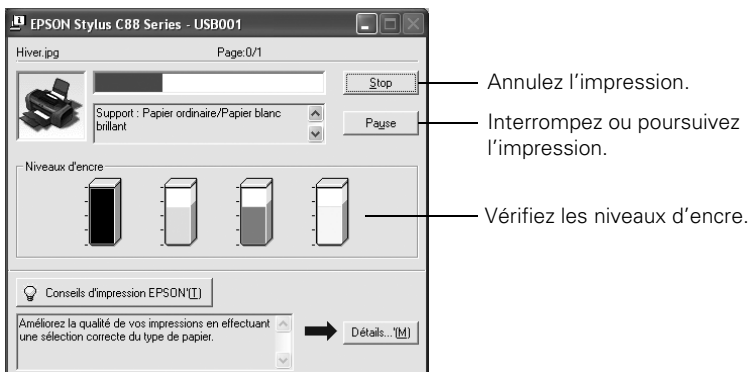 EPSON Stylus C88 Series - USB001
Hiver.jpg Page:0/1
Stop
Annulez l'impression.
Support : Papier ordinaire/Papier blanc
brillant
Pause
Interrompez ou poursuivez
l'impression.
Niveaux d'encre
Vérifiez les niveaux d'encre.
Conseils d'impression EPSON'(T)
Améliorez la qualité de vos impressions en effectuant
une sélection correcte du type de papier.
Détails...'(M)